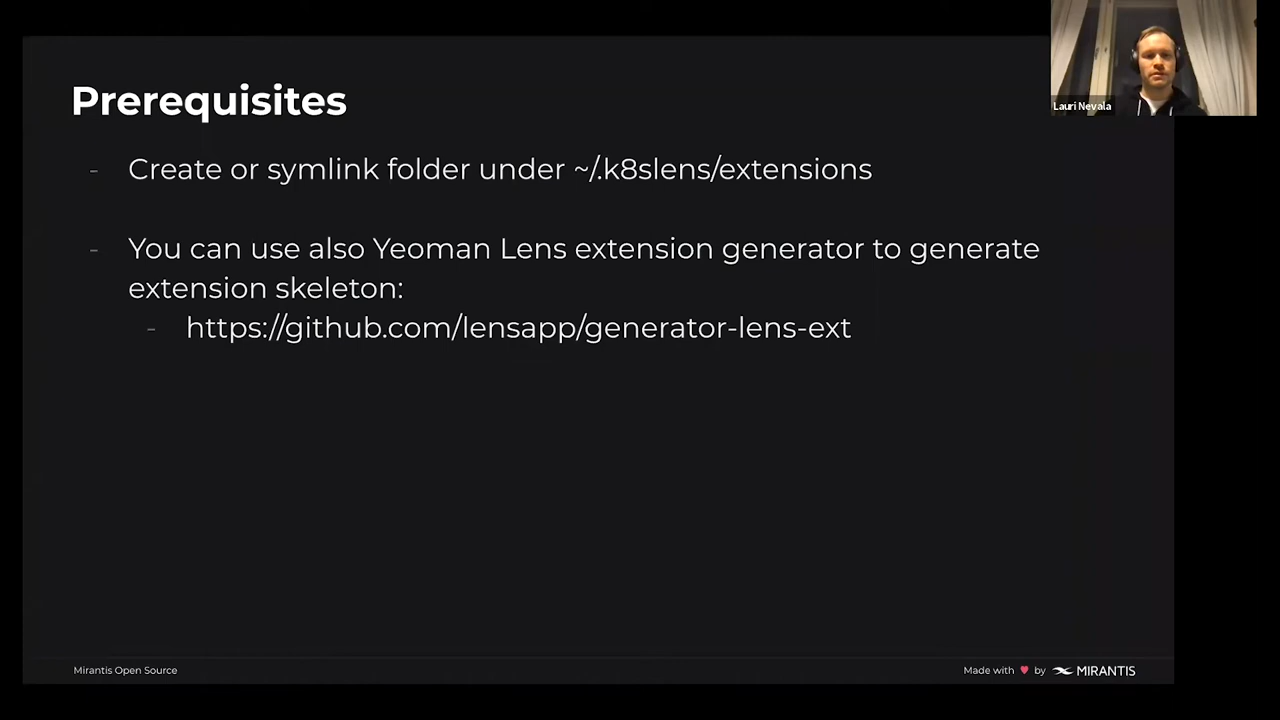 Prerequisites
Lauri Nevala
- Create or symlink folder under ~/.k8slens/extensions
- You can use also Yeoman Lens extension generator to generate
extension skeleton:
- https://github.com/lensapp/generator-lens-ext
Mirantis Open Source
Made with ♥ by MIRANTIS